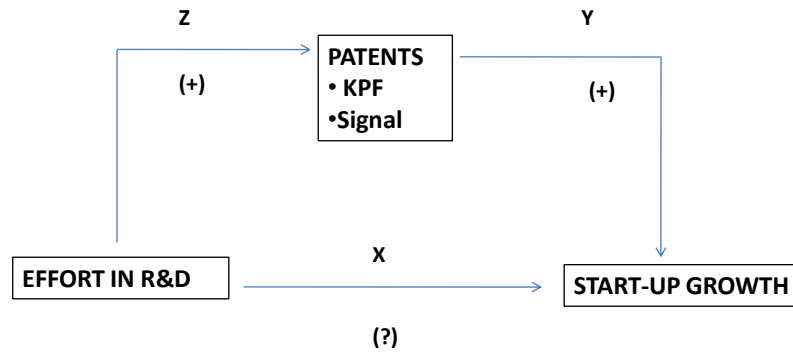 Z
Y
(+)
PATENTS
• KPF
•Signal
(+)
X
EFFORT IN R&D
START-UP GROWTH
(?)